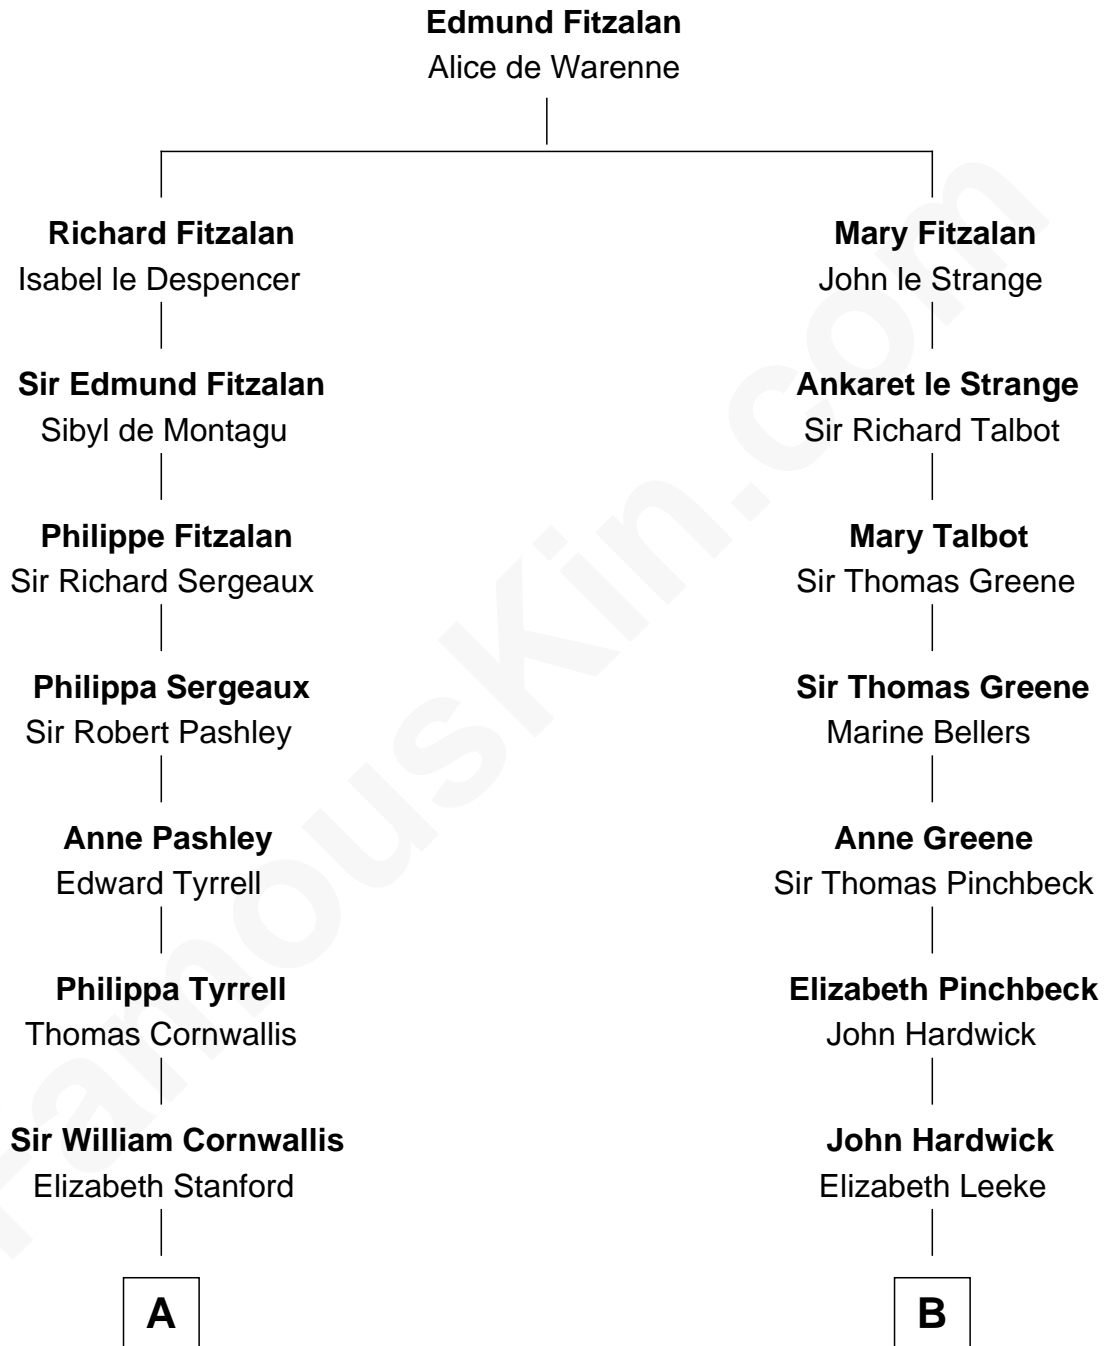 Edmund Fitzalan
Alice de Warenne
Richard Fitzalan
Isabel le Despencer
Mary Fitzalan
John le Strange
Sir Edmund Fitzalan
Sibyl de Montagu
Ankaret le Strange
Sir Richard Talbot
Philippe Fitzalan
Sir Richard Sergeaux
Mary Talbot
Sir Thomas Greene
Philippa Sergeaux
Sir Robert Pashley
Sir Thomas Greene
Marine Bellers
Anne Pashley
Edward Tyrrell
Anne Greene
Sir Thomas Pinchbeck
Philippa Tyrrell
Thomas Cornwallis
Elizabeth Pinchbeck
John Hardwick
Sir William Cornwallis
Elizabeth Stanford
John Hardwick
Elizabeth Leeke
A
B
FamousKin.com